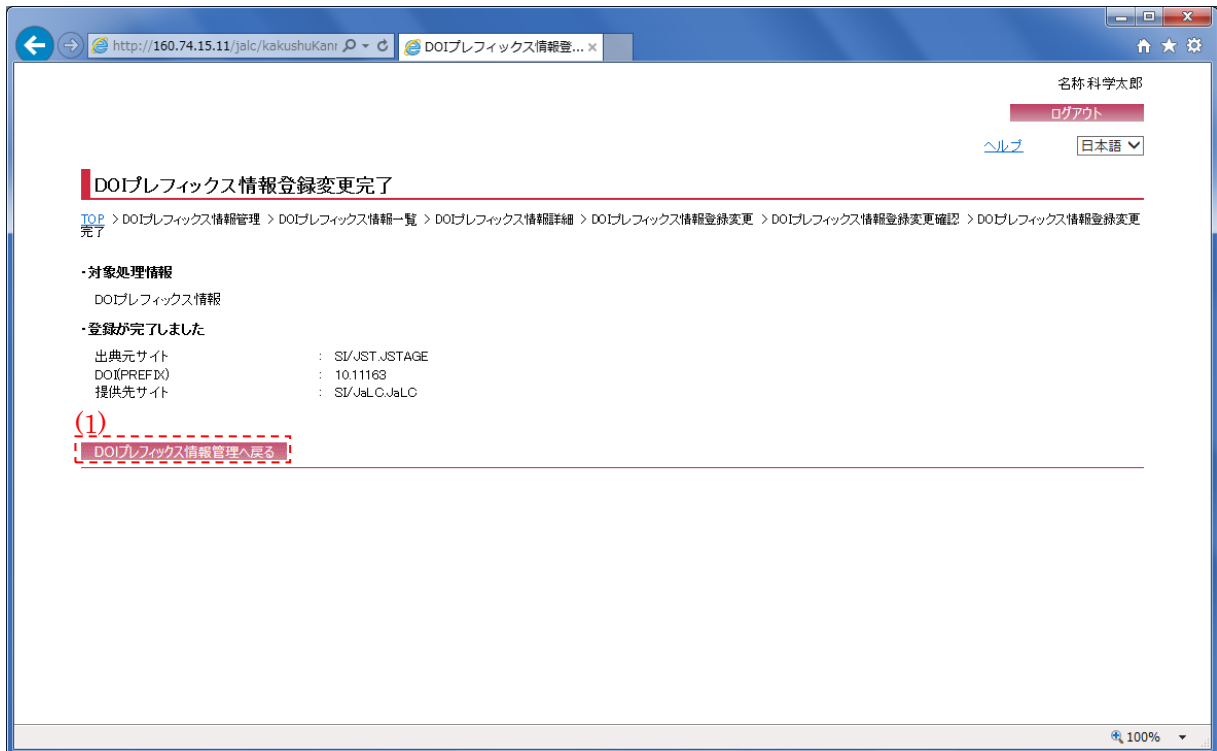 http://160.74.15.11/jalc/kakushuKanr
DOIプレフィックス情報登...
名称 科学太郎
ログアウト
ヘルプ
日本語
DOIプレフィックス情報登録変更完了
TOP > DOIプレフィックス情報管理 > DOIプレフィックス情報一覧 > DOIプレフィックス情報詳細 > DOIプレフィックス情報登録変更 > DOIプレフィックス情報登録変更確認 > DOIプレフィックス情報登録変更
完了
・対象処理情報
DOIプレフィックス情報
・登録が完了しました
出典元サイト : SI/JST.JSTAGE
DOI(PREFIX) : 10.11163
提供先サイト : SI/JaLC.JaLC
(1)
DOIプレフィックス情報管理へ戻る
100%